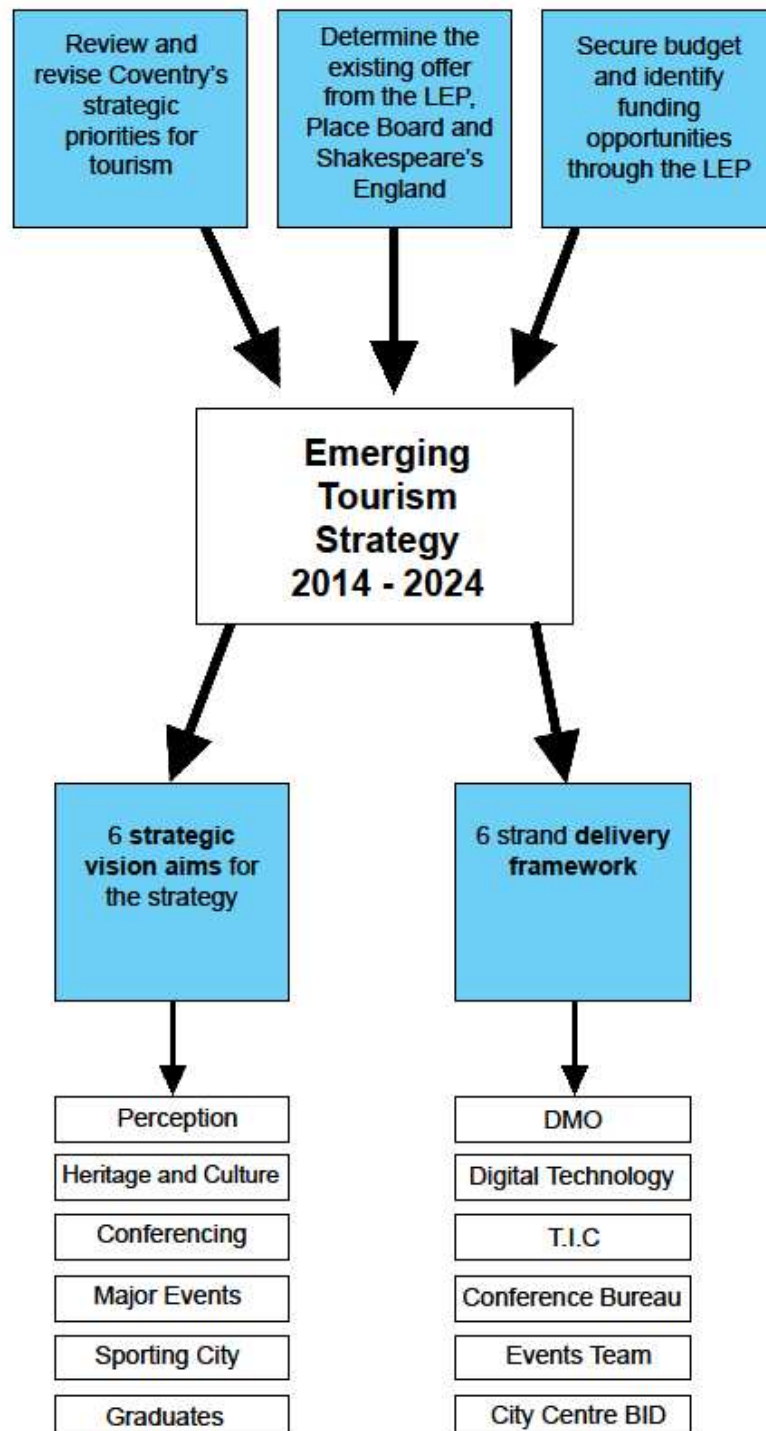 Review and
revise Coventry's
strategic
priorities for
tourism
Determine the
existing offer
from the LEP,
Place Board and
Shakespeare's
England
Secure budget
and identify
funding
opportunities
through the LEP
Emerging
Tourism
Strategy
2014 - 2024
6 strategic
vision aims for
the strategy
6 strand delivery
framework
Perception
Heritage and Culture
Conferencing
Major Events
Sporting City
Graduates
DMO
Digital Technology
T.I.C
Conference Bureau
Events Team
City Centre BID